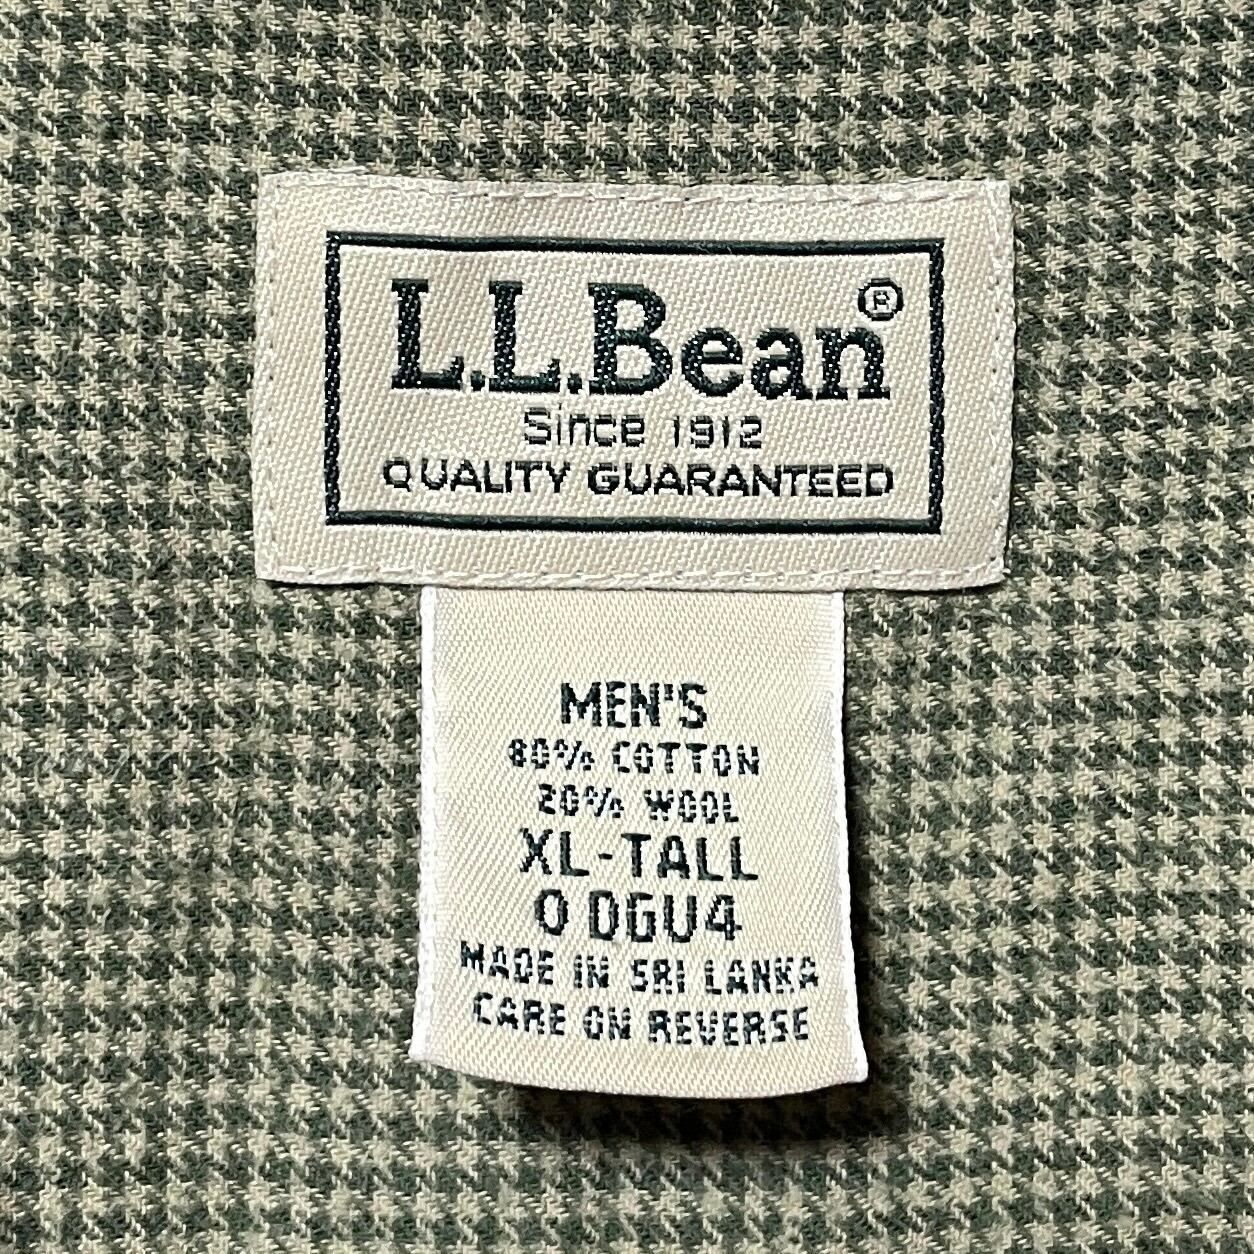 L.L.Bean®
Since 1912
QUALITY GUARANTEED
MEN'S
80% COTTON
20% WOOL
XL-TALL
0 DGU4
MADE IN SRI LANKA
CARE ON REVERSE